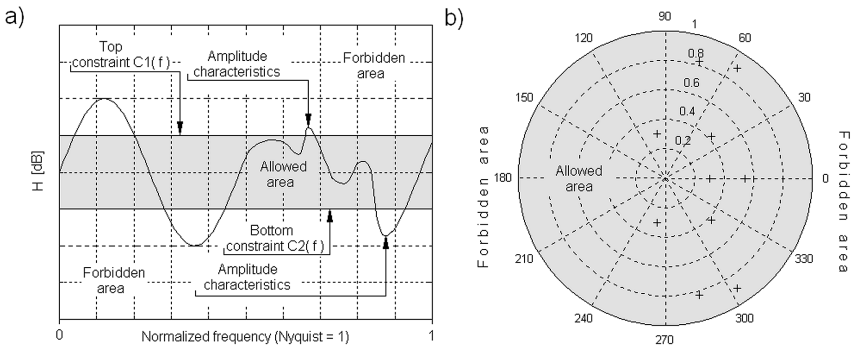 a)
Top
constraint C1( f )
Amplitude
characteristics
Forbidden
area
H [dB]
Allowed
area
Bottom
constraint C2( f )
Forbidden
area
Amplitude
characteristics
0
Normalized frequency (Nyquist = 1)
1
b)
90
1
120
60
0.8
0.6
150
30
0.4
0.2
Allowed
area
180
0
Forbidden area
Forbidden area
210
330
240
300
270